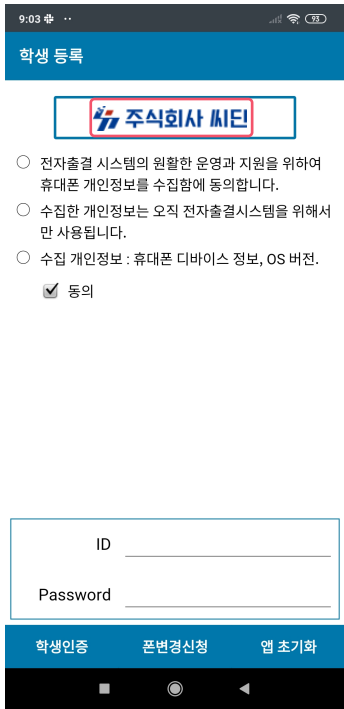 9:03
93
학생 등록
주식회사 씨딘
전자출결 시스템의 원활한 운영과 지원을 위하여
휴대폰 개인정보를 수집함에 동의합니다.
수집한 개인정보는 오직 전자출결시스템을 위해서
만 사용됩니다.
수집 개인정보 : 휴대폰 디바이스 정보, OS 버전.
동의
ID
Password
학생인증 폰변경신청 앱 초기화